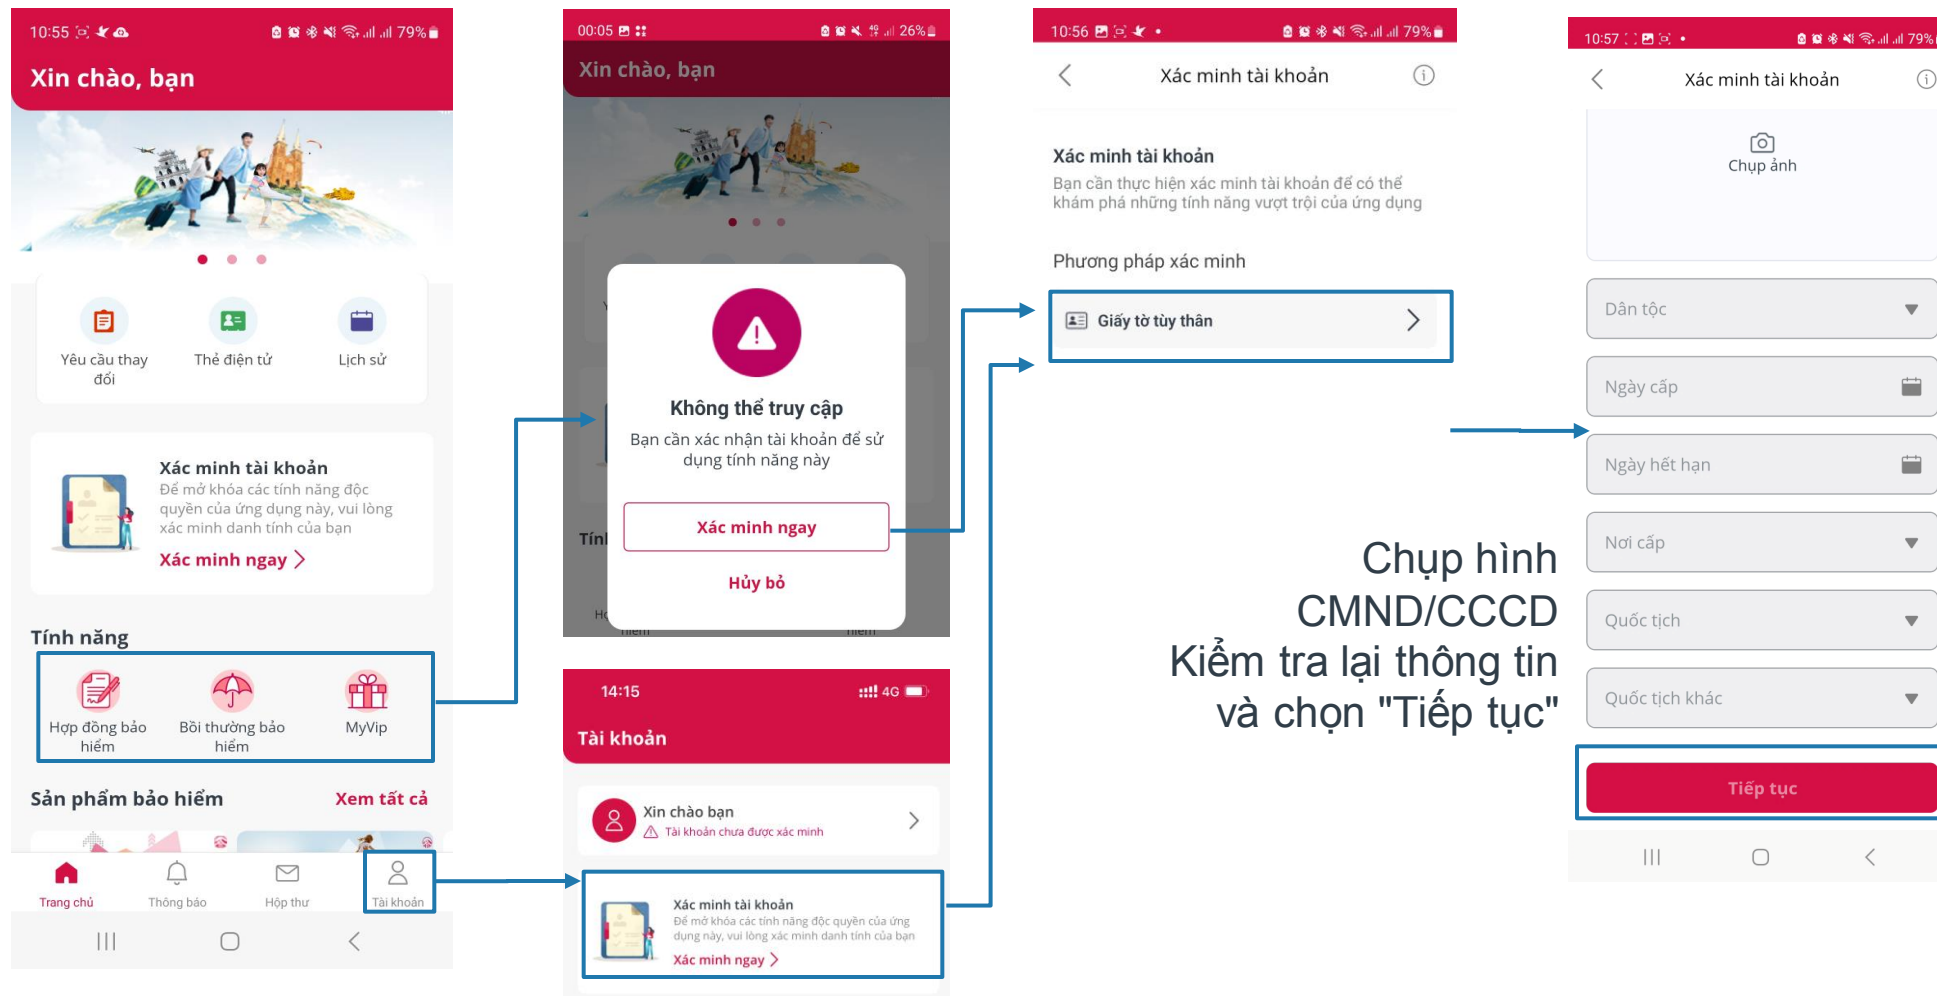 10:55
79%
Xin chào, bạn
Yêu cầu thay
đổi
Thẻ điện tử
Lịch sử
Xác minh tài khoản
Để mở khóa các tính năng độc
quyền của ứng dụng này, vui lòng
xác minh danh tính của bạn
Xác minh ngay
Tính năng
Hợp đồng bảo
hiểm
Bồi thường bảo
hiểm
MyVip
Sản phẩm bảo hiểm
Xem tất cả
Trang chủ
Thông báo
Hộp thư
Tài khoản
00:05
4G
26%
Xin chào, bạn
Không thể truy cập
Bạn cần xác nhận tài khoản để sử
dụng tính năng này
Xác minh ngay
Hủy bỏ
14:15
4G
Tài khoản
Xin chào bạn
Tài khoản chưa được xác minh
Xác minh tài khoản
Để mở khóa các tính năng độc quyền của ứng
dụng này, vui lòng xác minh danh tính của bạn
Xác minh ngay
10:56
79%
Xác minh tài khoản
Xác minh tài khoản
Bạn cần thực hiện xác minh tài khoản để có thể
khám phá những tính năng vượt trội của ứng dụng
Phương pháp xác minh
Giấy tờ tùy thân
Chụp hình
CMND/CCCD
Kiểm tra lại thông tin
và chọn "Tiếp tục"
10:57
79%
Xác minh tài khoản
Chụp ảnh
Dân tộc
Ngày cấp
Ngày hết hạn
Nơi cấp
Quốc tịch
Quốc tịch khác
Tiếp tục